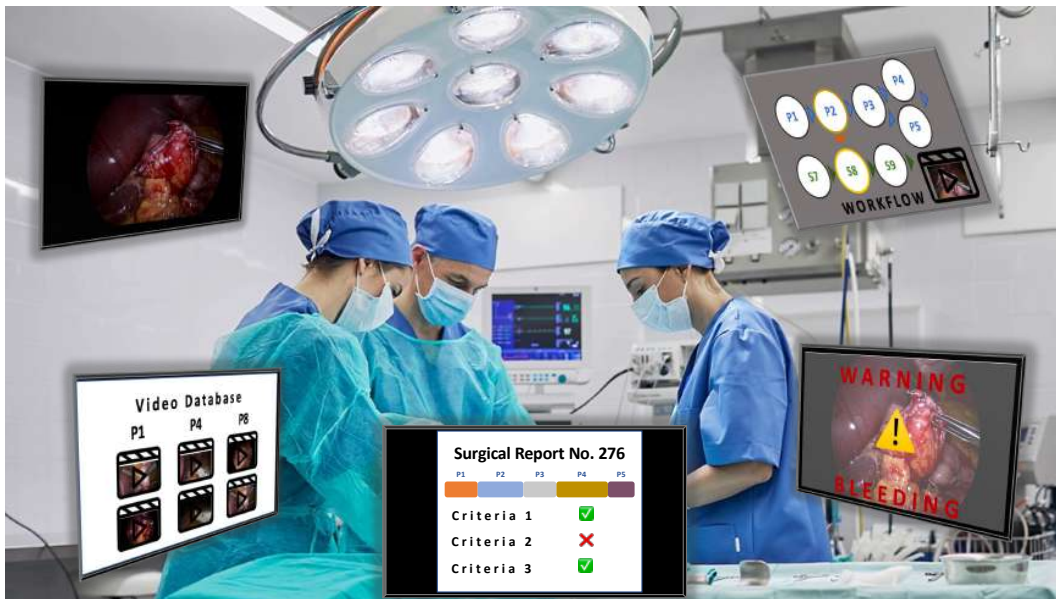 P1 P2 P3 P4
P5
S7 S8 S9
WORKFLOW
Video Database
P1 P4 P8
Surgical Report No. 276
P1 P2 P3 P4 P5
Criteria 1
Criteria 2
Criteria 3
WARNING
!
BLEEDING